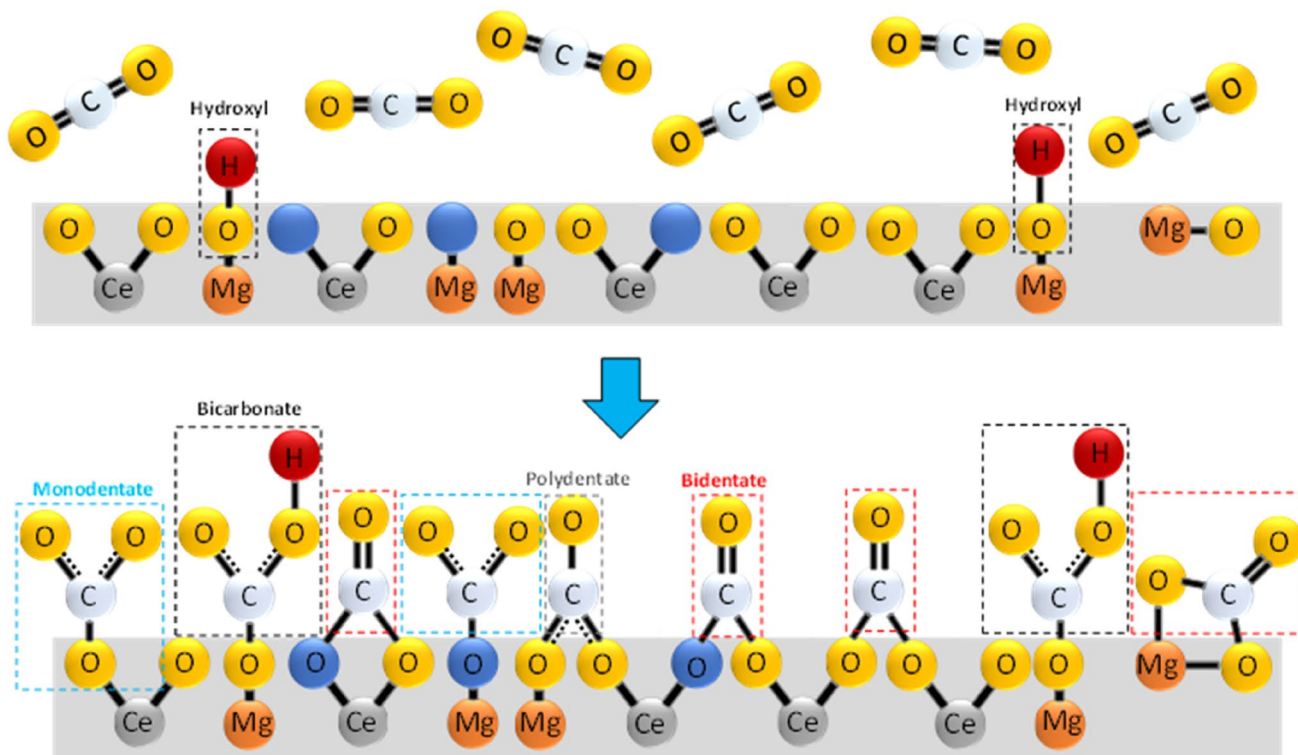 O C O
O C O
O C O
O C O
O C O
O C O
Hydroxyl
Hydroxyl
H
H
O O O O O O O O O O O Mg O
Ce Mg Ce Mg Mg Ce Ce Ce Mg
Bicarbonate
H
H
Monodentate
Polydentate
Bidentate
O O O O O O O O O O O O O O
C C C C C C C C O C
O O O O O O O O O O O O O Mg O
Ce Mg Ce Mg Mg Ce Ce Ce Mg